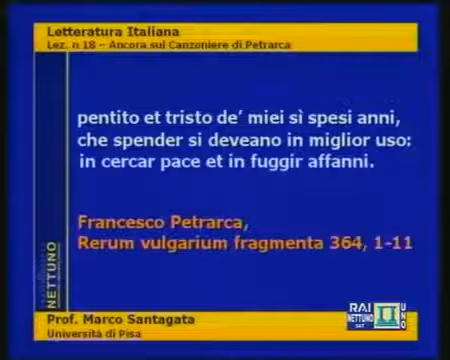 Letteratura Italiana
Lez. n 18 – Ancora sul Canzoniere di Petrarca
pentito et tristo de' miei sì spesi anni,
che spender si deveano in miglior uso:
in cercar pace et in fuggir affanni.
Francesco Petrarca,
Rerum vulgarium fragmenta 364, 1-11
NETTUNO
Prof. Marco Santagata
Università di Pisa
RAI
NETTUNO
SAT
UNO